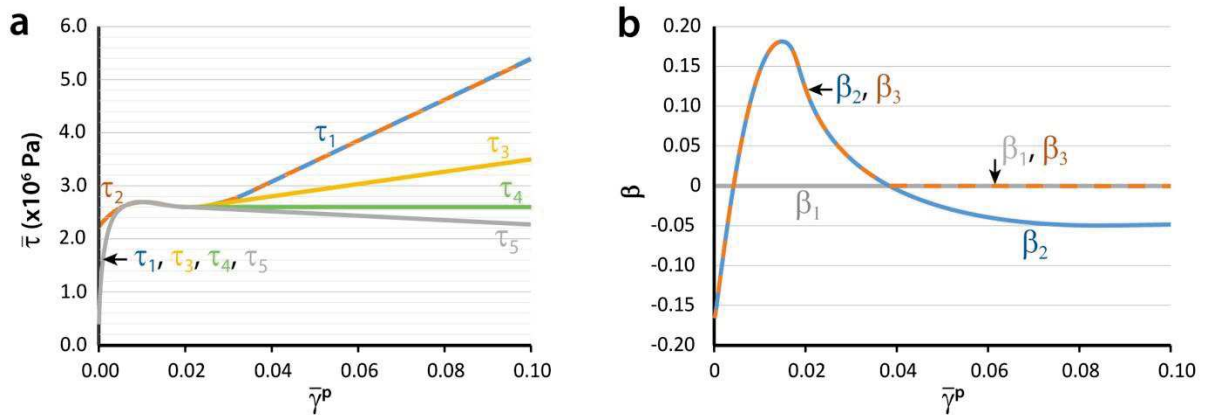 a
6.0
5.0
4.0
3.0
2.0
1.0
0.0
τ̄ (x10⁶ Pa)
τ₁
τ₃
τ₂
τ₄
τ₅
τ₁, τ₃, τ₄, τ₅
0.00 0.02 0.04 0.06 0.08 0.10
γ̄ᵖ
b
0.20
0.15
0.10
0.05
0
-0.05
-0.10
-0.15
-0.20
β
β₂, β₃
β₁, β₃
β₁
β₂
0 0.02 0.04 0.06 0.08 0.10
γ̄ᵖ